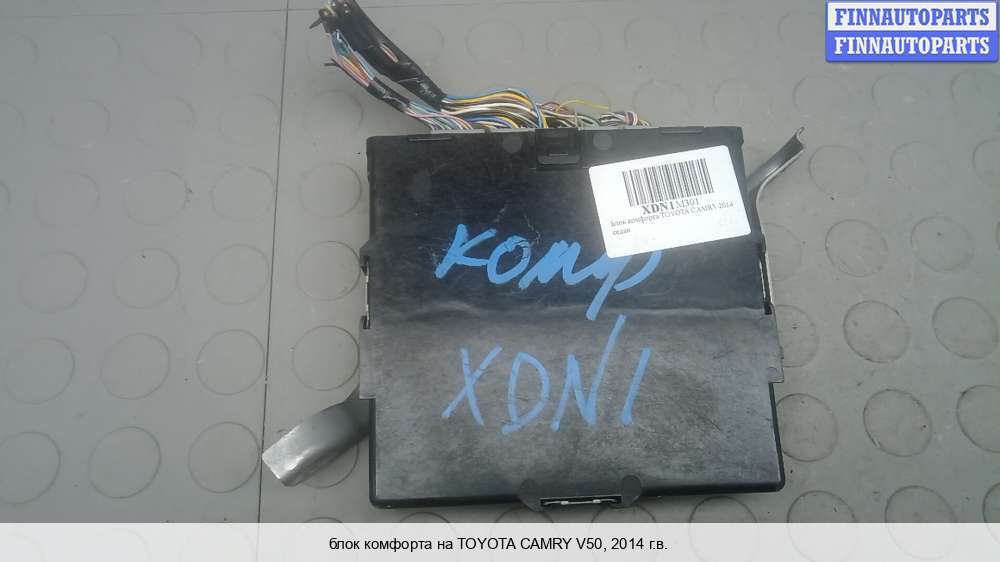 FINNAUTOPARTS
FINNAUTOPARTS
XDN1M301
Блок комфорта TOYOTA CAMRY-2014
седан
комф
XDN1
блок комфорта на TOYOTA CAMRY V50, 2014 г.в.